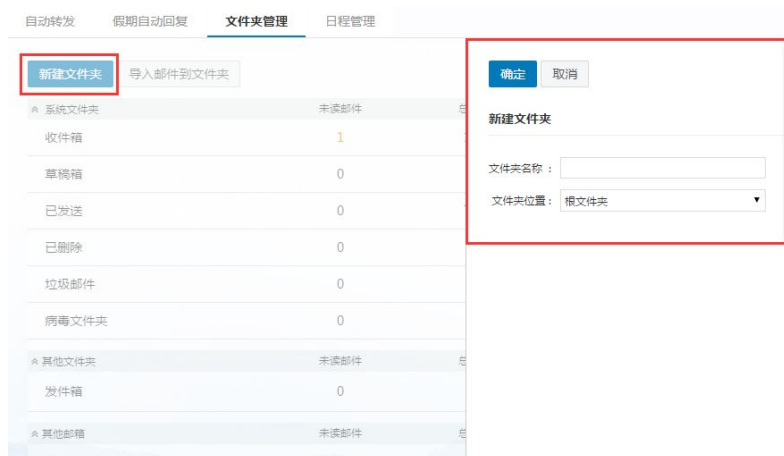 自动转发 假期自动回复 文件夹管理 日程管理
新建文件夹 导入邮件到文件夹
系统文件夹 未读邮件
收件箱 1
草稿箱 0
已发送 0
已删除 0
垃圾邮件 0
病毒文件夹 0
其他文件夹 未读邮件
发件箱 0
其他邮箱 未读邮件
确定 取消
新建文件夹
文件夹名称：
文件夹位置： 根文件夹